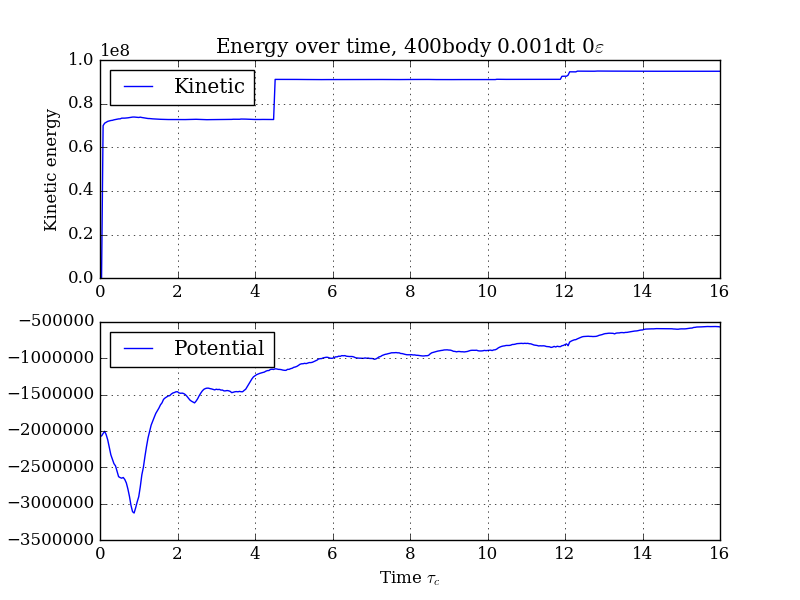 Energy over time, 400body 0.001dt 0ε
1e8
1.0
0.8
0.6
0.4
0.2
0.0
Kinetic energy
Kinetic
0 2 4 6 8 10 12 14 16
−500000
−1000000
−1500000
−2000000
−2500000
−3000000
−3500000
Potential
0 2 4 6 8 10 12 14 16
Time τc